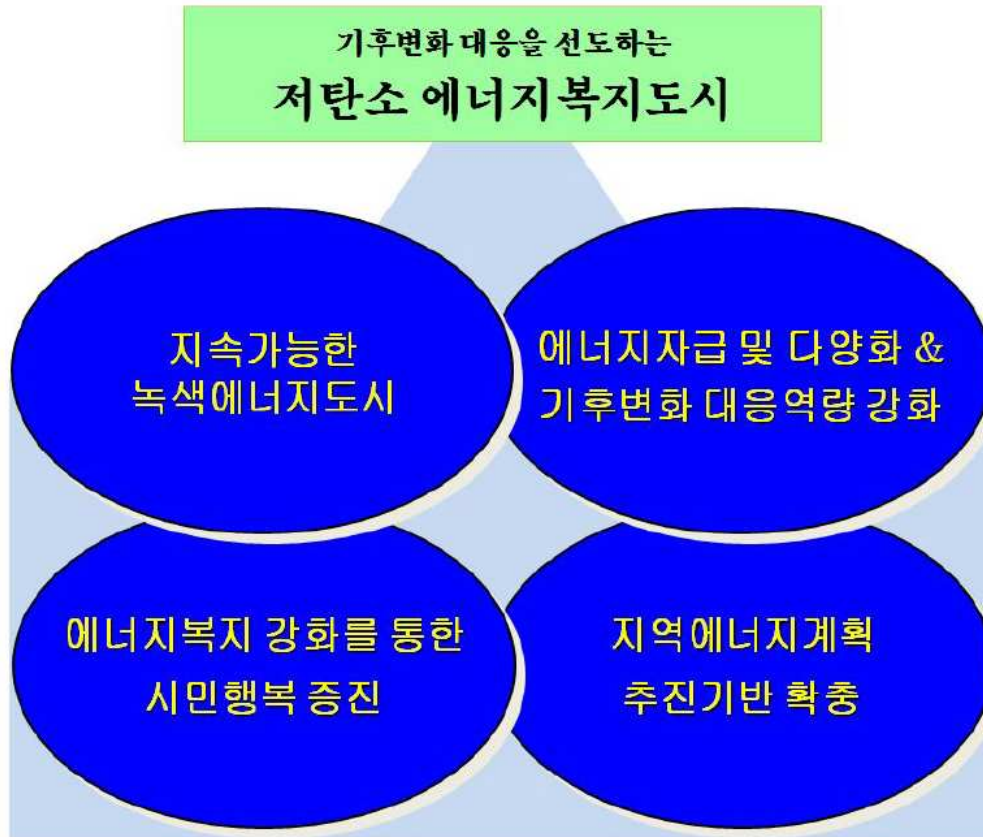 기후변화 대응을 선도하는
저탄소 에너지복지도시
지속가능한
녹색에너지도시
에너지자급 및 다양화 &
기후변화 대응역량 강화
에너지복지 강화를 통한
시민행복 증진
지역에너지계획
추진기반 확충